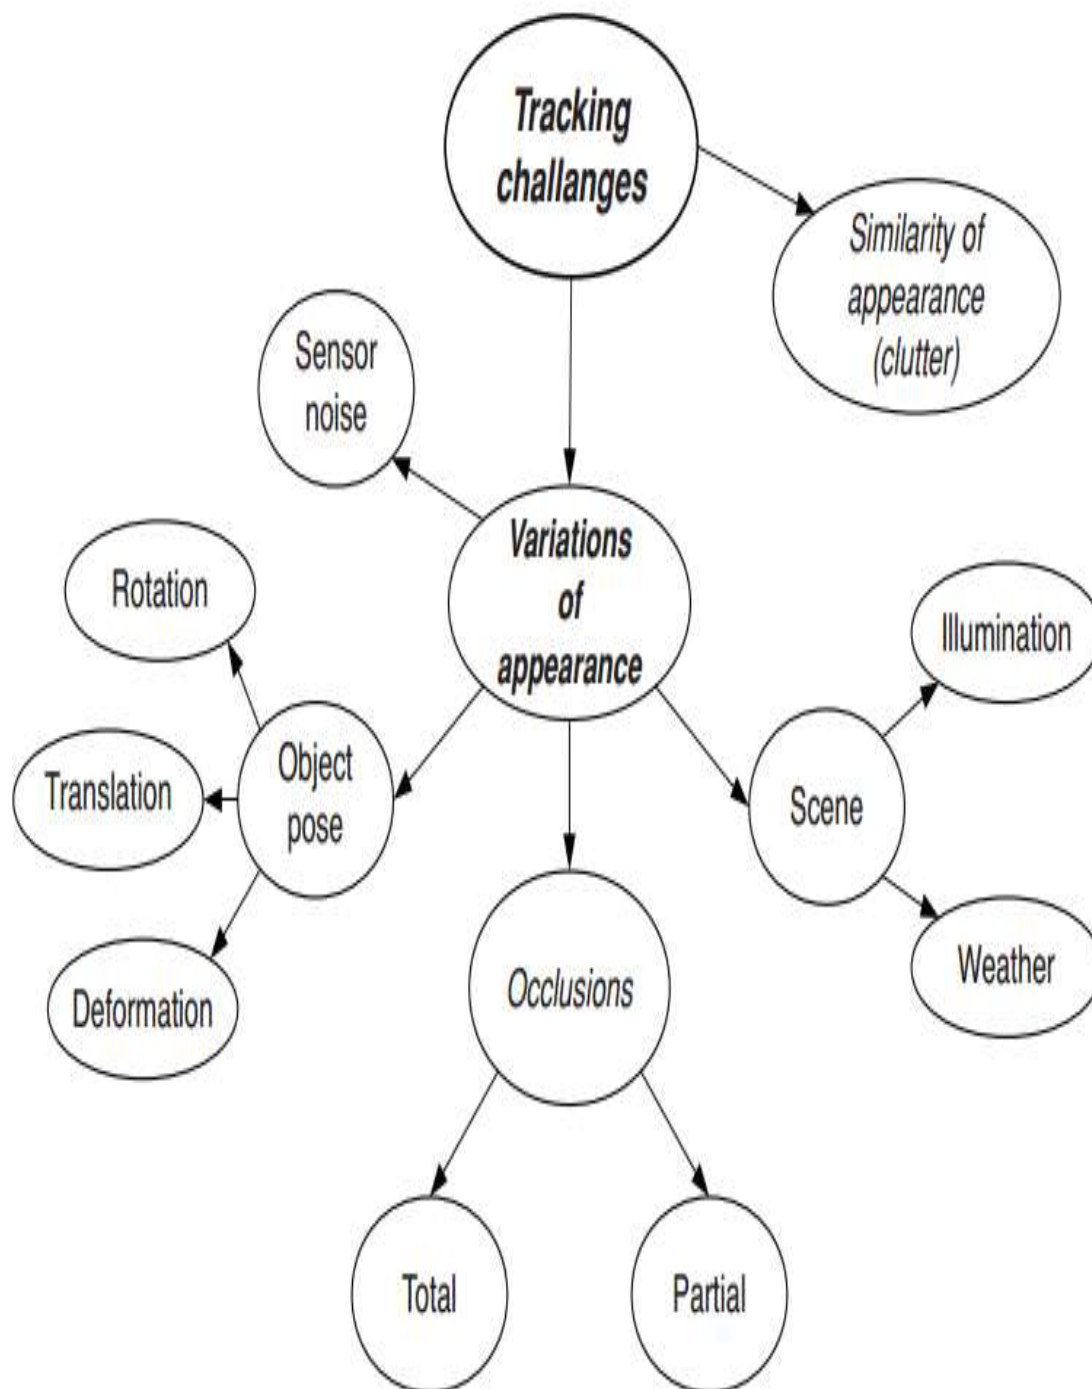 Tracking
challanges
Similarity of
appearance
(clutter)
Sensor
noise
Variations
of
appearance
Rotation
Illumination
Object
pose
Translation
Scene
Deformation
Weather
Occlusions
Total
Partial